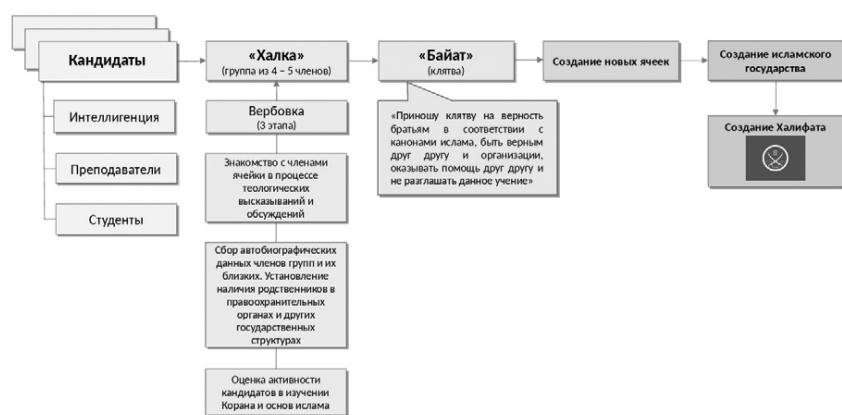 Кандидаты
Интеллигенция
Преподаватели
Студенты
«Халка»
(группа из 4 – 5 членов)
Вербовка
(3 этапа)
Знакомство с членами
ячейки в процессе
теологических
высказываний и
обсуждений
Сбор автобиографических
данных членов групп и их
близких. Установление
наличия родственников в
правоохранительных
органах и других
государственных
структурах
Оценка активности
кандидатов в изучении
Корана и основ ислама
«Байат»
(клятва)
«Приношу клятву на верность
братьям в соответствии с
канонами ислама, быть верным
друг другу и организации,
оказывать помощь друг другу и
не разглашать данное учение»
Создание новых ячеек
Создание исламского
государства
Создание Халифата